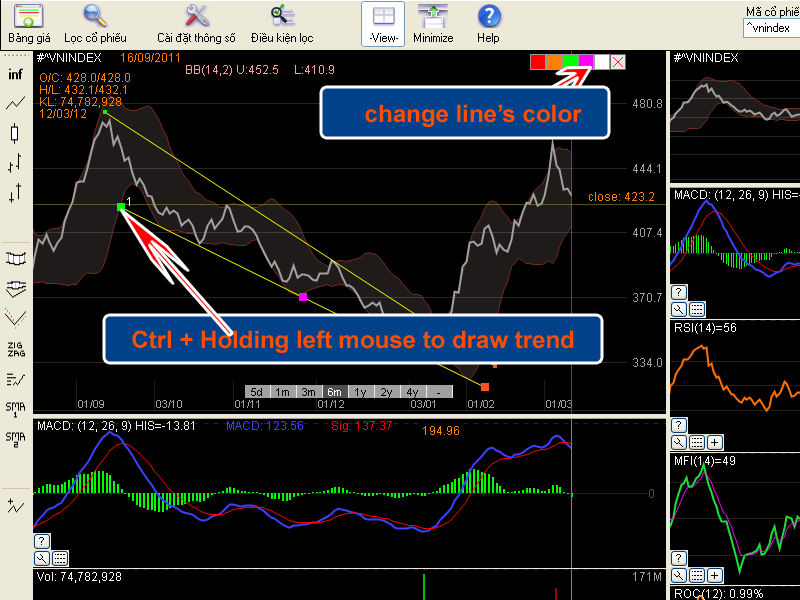 Bảng giá
Lọc cổ phiếu
Cài đặt thông số
Điều kiện lọc
-View-
Minimize
Help
Mã cổ phiế
^vnindex
inf
ZIG
ZAG
SMA
1
SMA
2
#^VNINDEX 16/09/2011
BB(14,2) U:452.5 L:410.9
O/C: 428.0/428.0
H/L: 432.1/432.1
KL: 74,782,928
12/03/12
change line's color
480.8
444.1
close: 423.2
407.4
370.7
334.0
1
Ctrl + Holding left mouse to draw trend
5d 1m 3m 6m 1y 2y 4y -
01/09 03/10 01/11 01/12 03/01 01/02 01/03
MACD: (12, 26, 9) HIS=-13.81 MACD: 123.56 Sig: 137.37 194.96
0
?
Vol: 74,782,928
171M
#^VNINDEX
MACD: (12, 26, 9) HIS=-
?
RSI(14)=56
?
MFI(14)=49
?
ROC(12): 0.99%